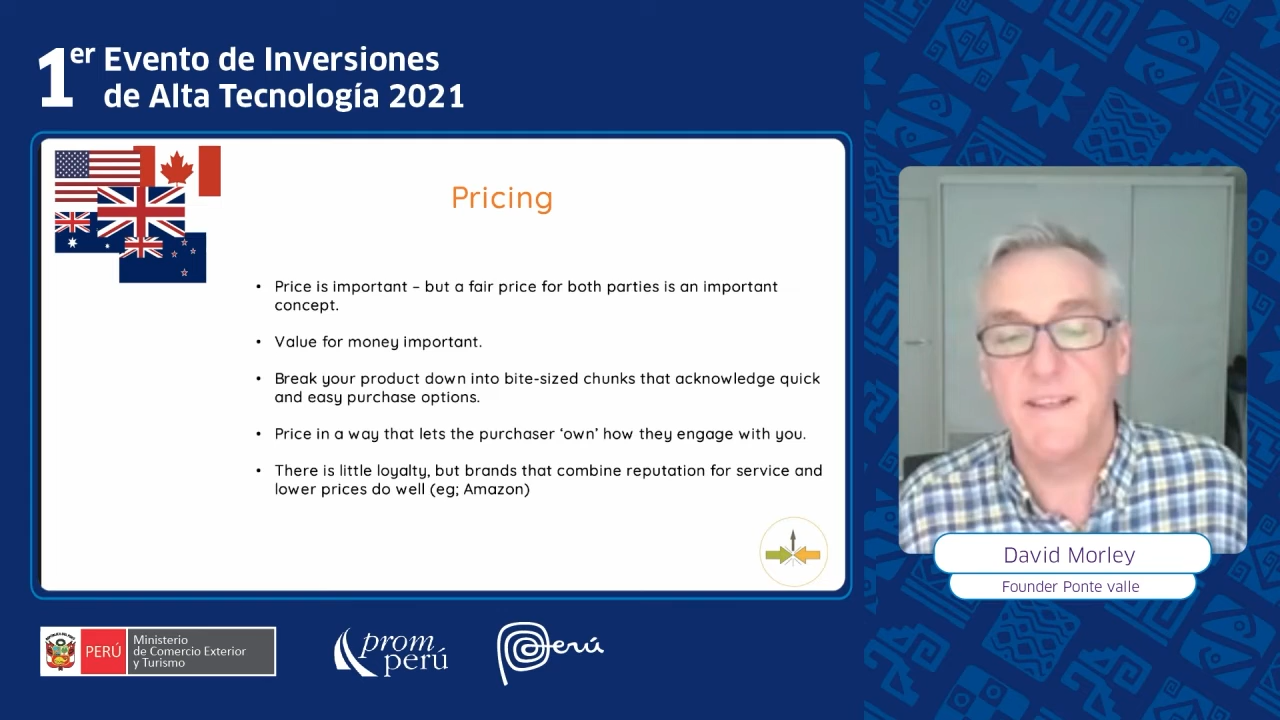 1er Evento de Inversiones
de Alta Tecnología 2021
Pricing
• Price is important – but a fair price for both parties is an important
concept.
• Value for money important.
• Break your product down into bite-sized chunks that acknowledge quick
and easy purchase options.
• Price in a way that lets the purchaser ‘own’ how they engage with you.
• There is little loyalty, but brands that combine reputation for service and
lower prices do well (eg; Amazon)
David Morley
Founder Ponte valle
PERÚ
Ministerio
de Comercio Exterior
y Turismo
prom
perú
Perú